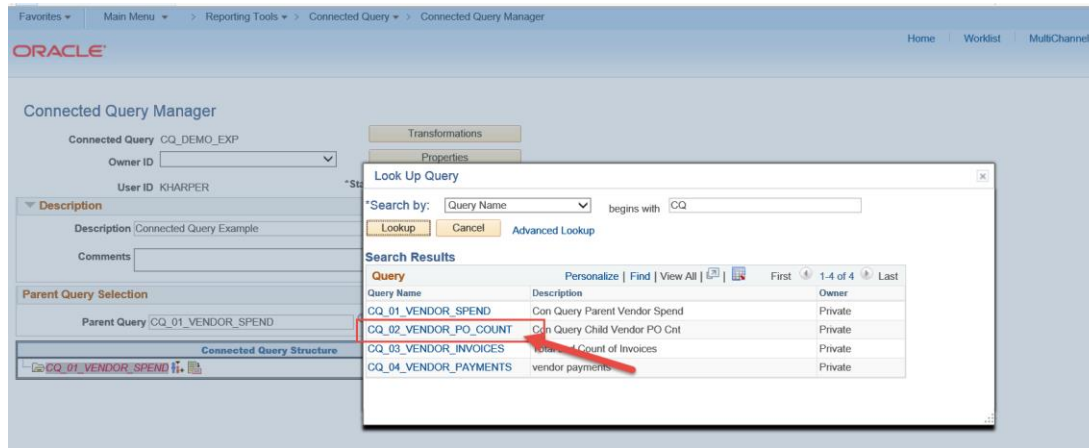 Favorites Main Menu > Reporting Tools > Connected Query > Connected Query Manager
ORACLE
Home Worklist MultiChannel
Connected Query Manager
Connected Query CQ_DEMO_EXP
Transformations
Owner ID
Properties
User ID KHARPER
*Sta
Description
Description Connected Query Example
Comments
Parent Query Selection
Parent Query CQ_01_VENDOR_SPEND
Connected Query Structure
CQ_01_VENDOR_SPEND
Look Up Query
*Search by: Query Name begins with CQ
Lookup Cancel Advanced Lookup
Search Results
Query Personalize | Find | View All | | First 1-4 of 4 Last
Query Name Description Owner
CQ_01_VENDOR_SPEND Con Query Parent Vendor Spend Private
CQ_02_VENDOR_PO_COUNT Con Query Child Vendor PO Cnt Private
CQ_03_VENDOR_INVOICES Count of Invoices Private
CQ_04_VENDOR_PAYMENTS vendor payments Private